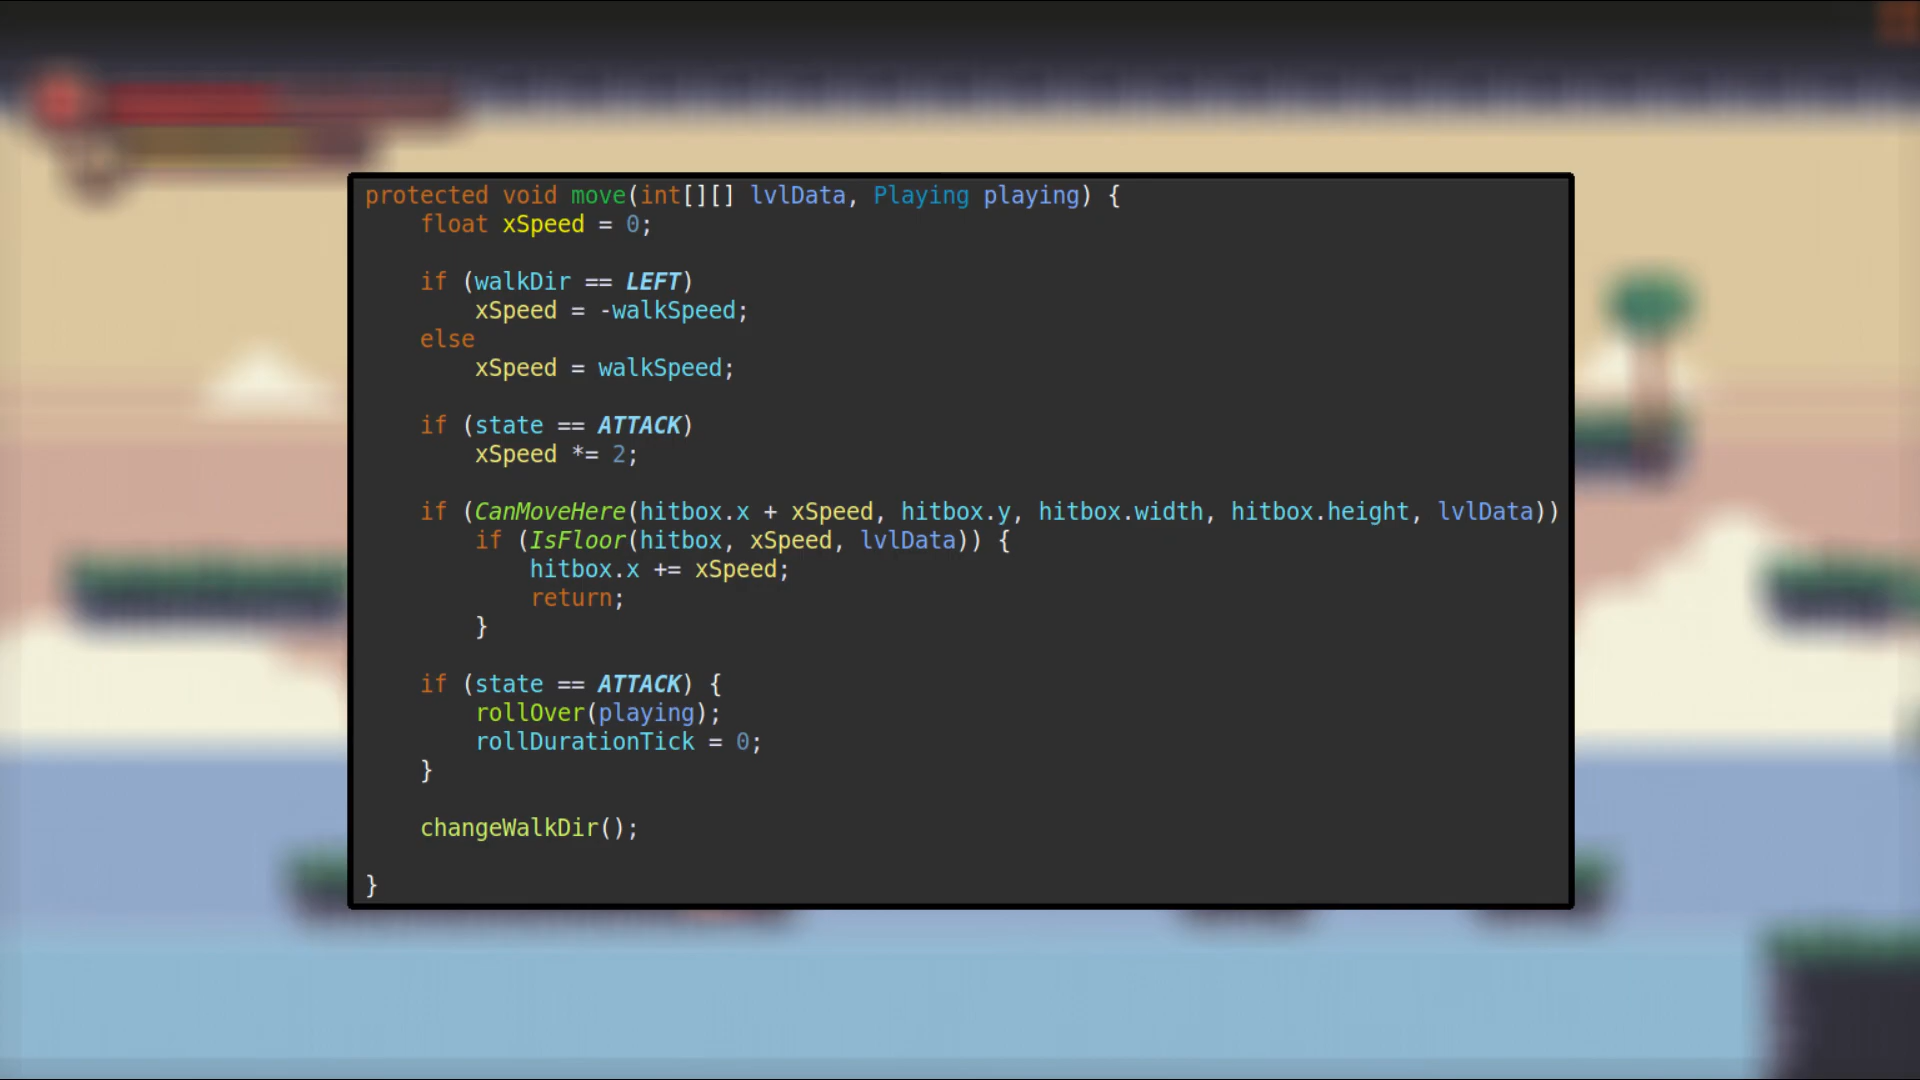 protected void move(int[][] lvlData, Playing playing) {
float xSpeed = 0;
if (walkDir == LEFT)
xSpeed = -walkSpeed;
else
xSpeed = walkSpeed;
if (state == ATTACK)
xSpeed *= 2;
if (CanMoveHere(hitbox.x + xSpeed, hitbox.y, hitbox.width, hitbox.height, lvlData))
if (IsFloor(hitbox, xSpeed, lvlData)) {
hitbox.x += xSpeed;
return;
}
if (state == ATTACK) {
rollOver(playing);
rollDurationTick = 0;
}
changeWalkDir();
}